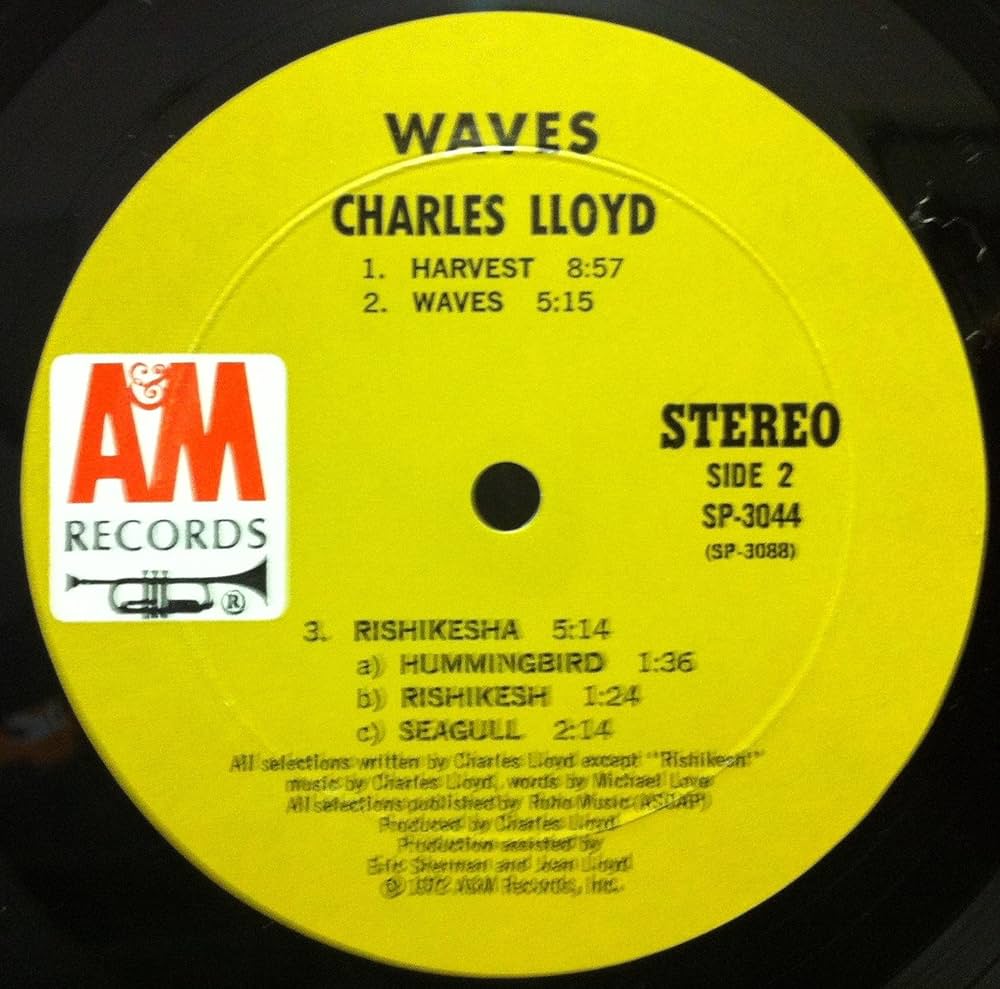 WAVES
CHARLES LLOYD
1. HARVEST 8:57
2. WAVES 5:15
A&M
RECORDS
®
STEREO
SIDE 2
SP-3044
(SP-3088)
3. RISHIKESHA 5:14
a) HUMMINGBIRD 1:36
b) RISHIKESH 1:24
c) SEAGULL 2:14
All selections written by Charles Lloyd except "Rishikesh"
music by Charles Lloyd, words by Michael Love
All selections published by Music (ASCAP)
Produced by Charles Lloyd
Production assisted by
Eric Sherman and Joan Lloyd
℗ 1972 A&M Records, Inc.